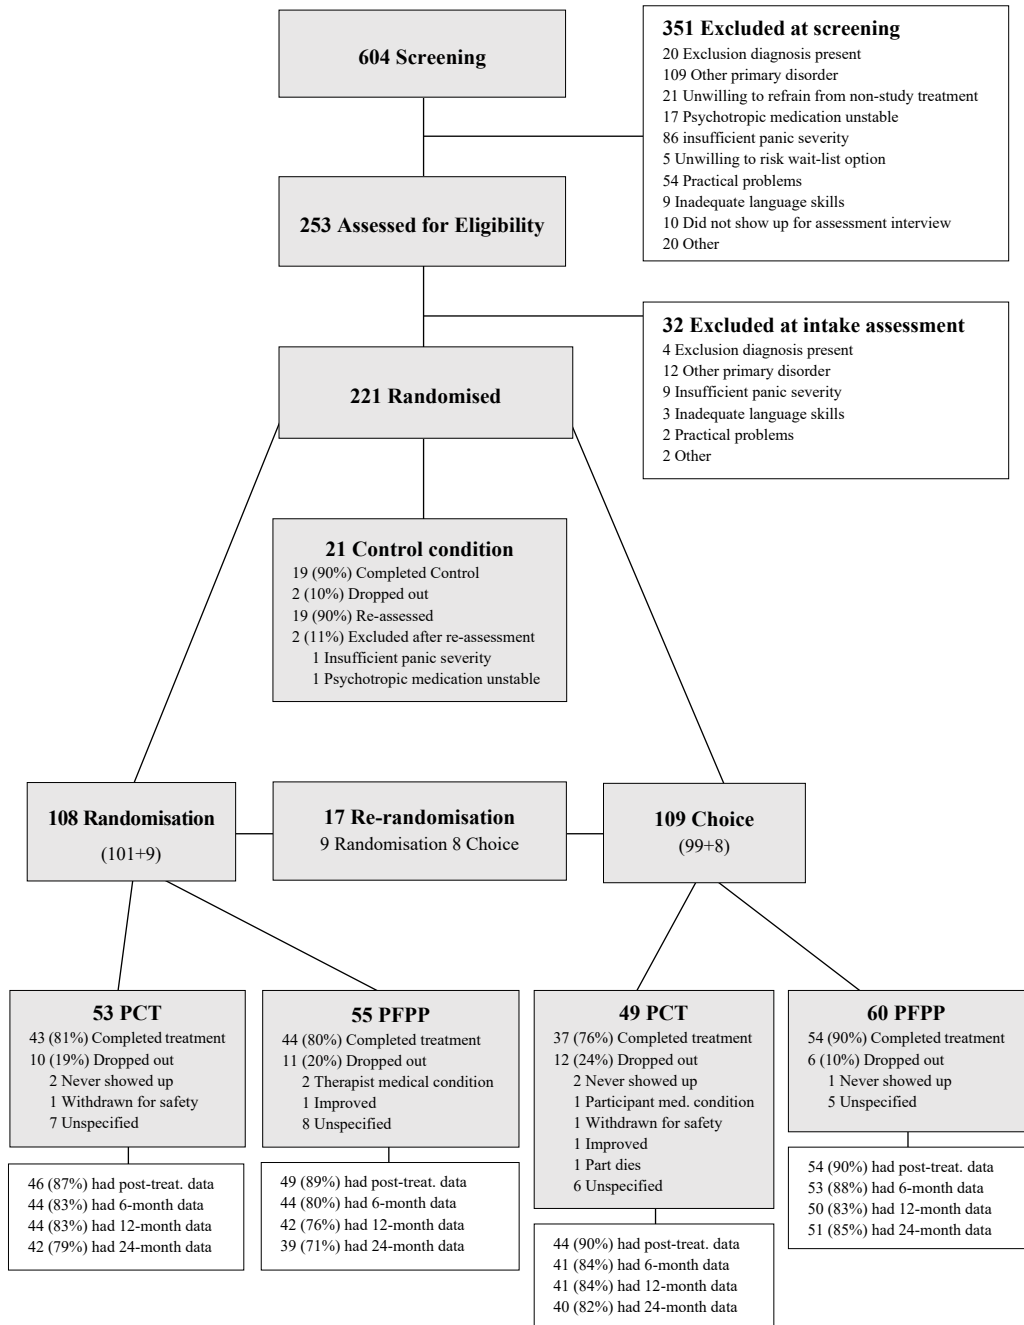 604 Screening
351 Excluded at screening
20 Exclusion diagnosis present
109 Other primary disorder
21 Unwilling to refrain from non-study treatment
17 Psychotropic medication unstable
86 insufficient panic severity
5 Unwilling to risk wait-list option
54 Practical problems
9 Inadequate language skills
10 Did not show up for assessment interview
20 Other
253 Assessed for Eligibility
32 Excluded at intake assessment
4 Exclusion diagnosis present
12 Other primary disorder
9 Insufficient panic severity
3 Inadequate language skills
2 Practical problems
2 Other
221 Randomised
21 Control condition
19 (90%) Completed Control
2 (10%) Dropped out
19 (90%) Re-assessed
2 (11%) Excluded after re-assessment
1 Insufficient panic severity
1 Psychotropic medication unstable
108 Randomisation
(101+9)
17 Re-randomisation
9 Randomisation 8 Choice
109 Choice
(99+8)
53 PCT
43 (81%) Completed treatment
10 (19%) Dropped out
2 Never showed up
1 Withdrawn for safety
7 Unspecified
46 (87%) had post-treat. data
44 (83%) had 6-month data
44 (83%) had 12-month data
42 (79%) had 24-month data
55 PFPP
44 (80%) Completed treatment
11 (20%) Dropped out
2 Therapist medical condition
1 Improved
8 Unspecified
49 (89%) had post-treat. data
44 (80%) had 6-month data
42 (76%) had 12-month data
39 (71%) had 24-month data
49 PCT
37 (76%) Completed treatment
12 (24%) Dropped out
2 Never showed up
1 Participant med. condition
1 Withdrawn for safety
1 Improved
1 Part dies
6 Unspecified
44 (90%) had post-treat. data
41 (84%) had 6-month data
41 (84%) had 12-month data
40 (82%) had 24-month data
60 PFPP
54 (90%) Completed treatment
6 (10%) Dropped out
1 Never showed up
5 Unspecified
54 (90%) had post-treat. data
53 (88%) had 6-month data
50 (83%) had 12-month data
51 (85%) had 24-month data